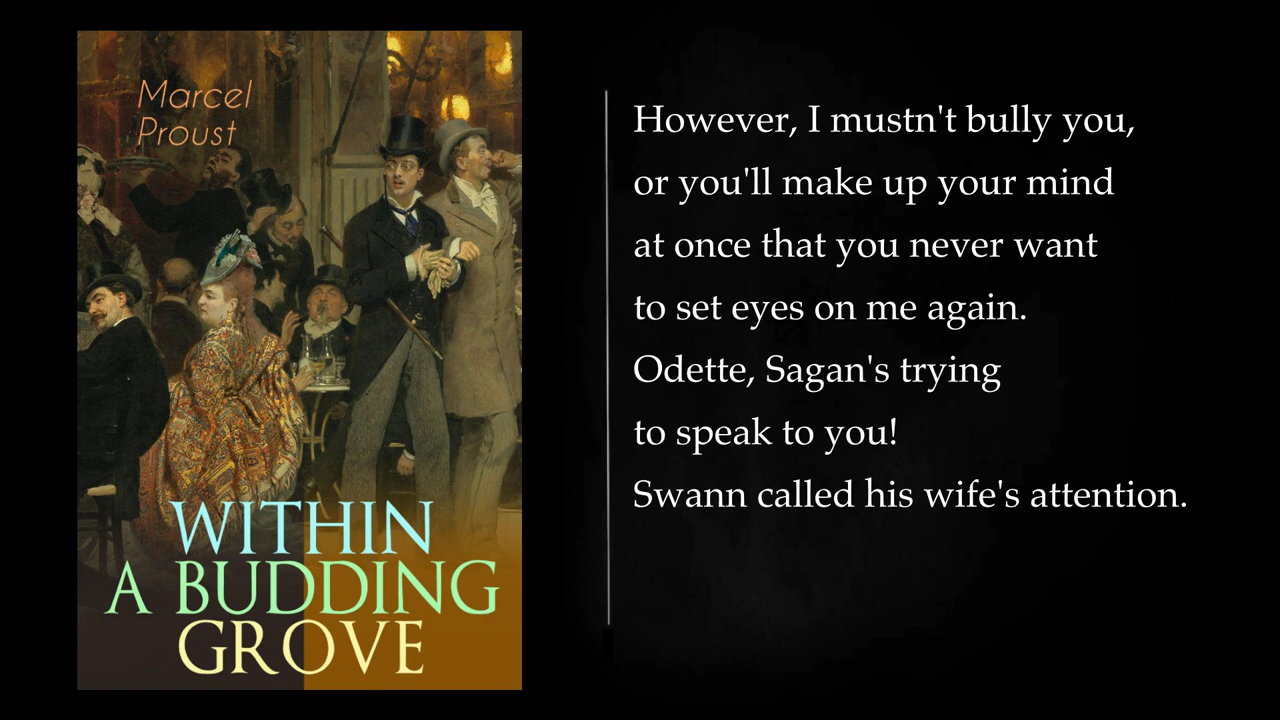 Marcel
Proust
WITHIN
A BUDDING
GROVE
However, I mustn't bully you,
or you'll make up your mind
at once that you never want
to set eyes on me again.
Odette, Sagan's trying
to speak to you!
Swann called his wife's attention.